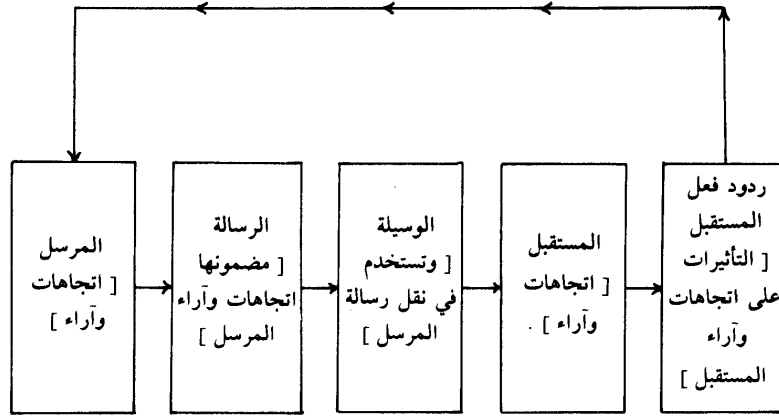 المرسل
[ اتجاهات
وآراء ]
الرسالة
[ مضمونها
اتجاهات وآراء
المرسل ]
الوسيلة
[ وتستخدم
في نقل رسالة
المرسل ]
المستقبل
[ اتجاهات
وآراء ] .
ردود فعل
المستقبل
[ التأثيرات
على اتجاهات
وآراء
المستقبل ]